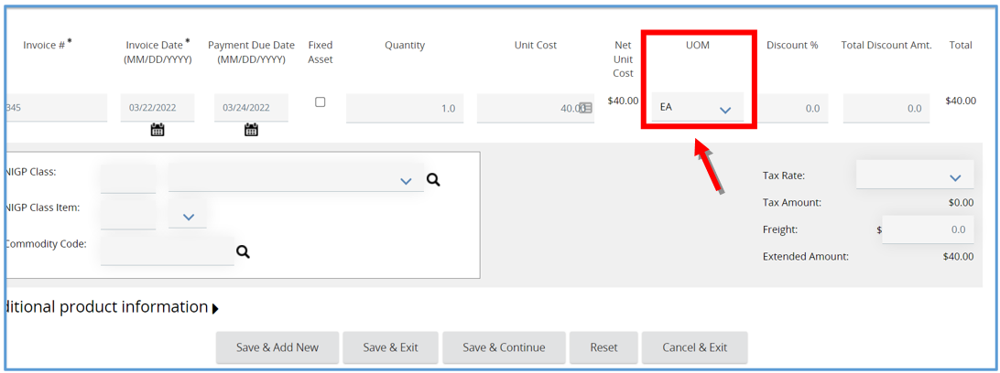 Invoice # *
Invoice Date *
(MM/DD/YYYY)
Payment Due Date
(MM/DD/YYYY)
Fixed
Asset
Quantity
Unit Cost
Net
Unit
Cost
UOM
Discount %
Total Discount Amt.
Total
345
03/22/2022
03/24/2022
1.0
40.0
$40.00
EA
0.0
0.0
$40.00
NIGP Class:
NIGP Class Item:
Commodity Code:
Tax Rate:
Tax Amount: $0.00
Freight: $ 0.0
Extended Amount: $40.00
ditional product information
Save & Add New
Save & Exit
Save & Continue
Reset
Cancel & Exit